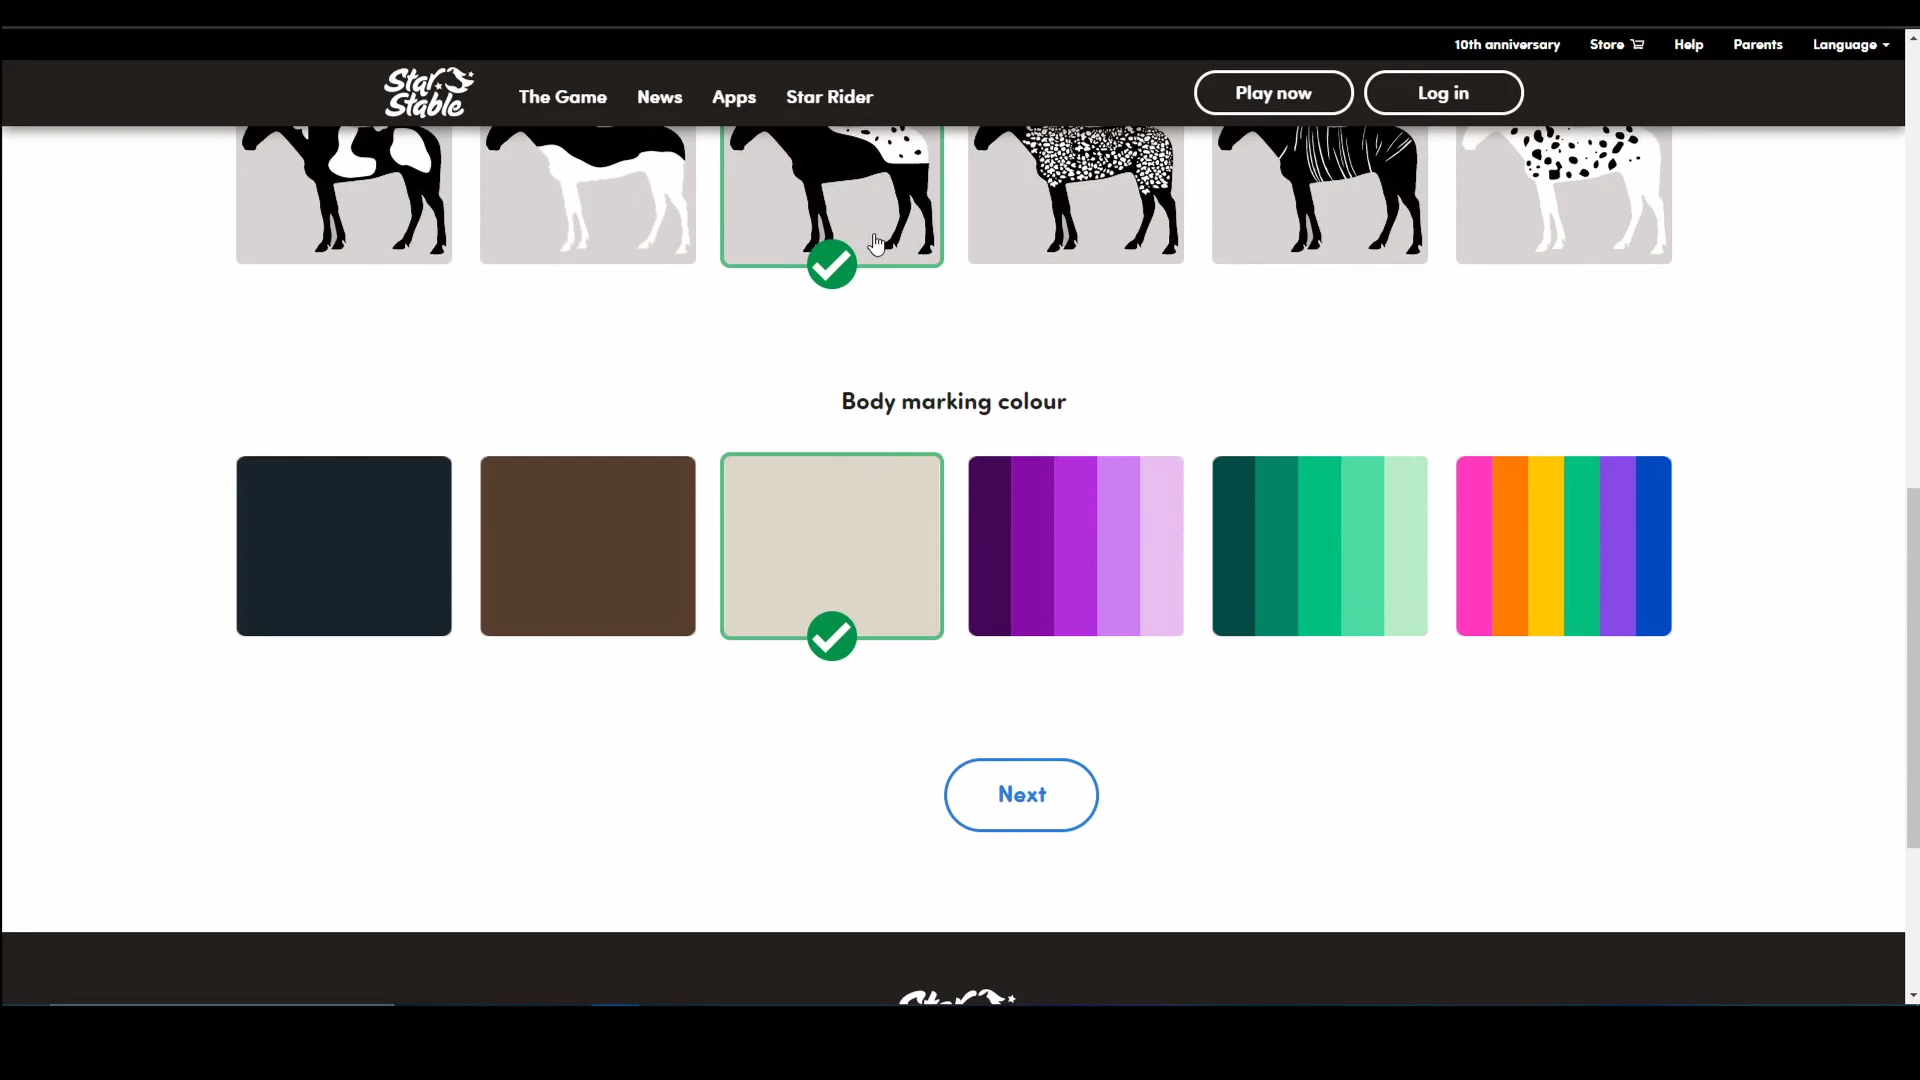 10th anniversary Store Help Parents Language
Star Stable
The Game News Apps Star Rider Play now Log in
Body marking colour
Next
Star